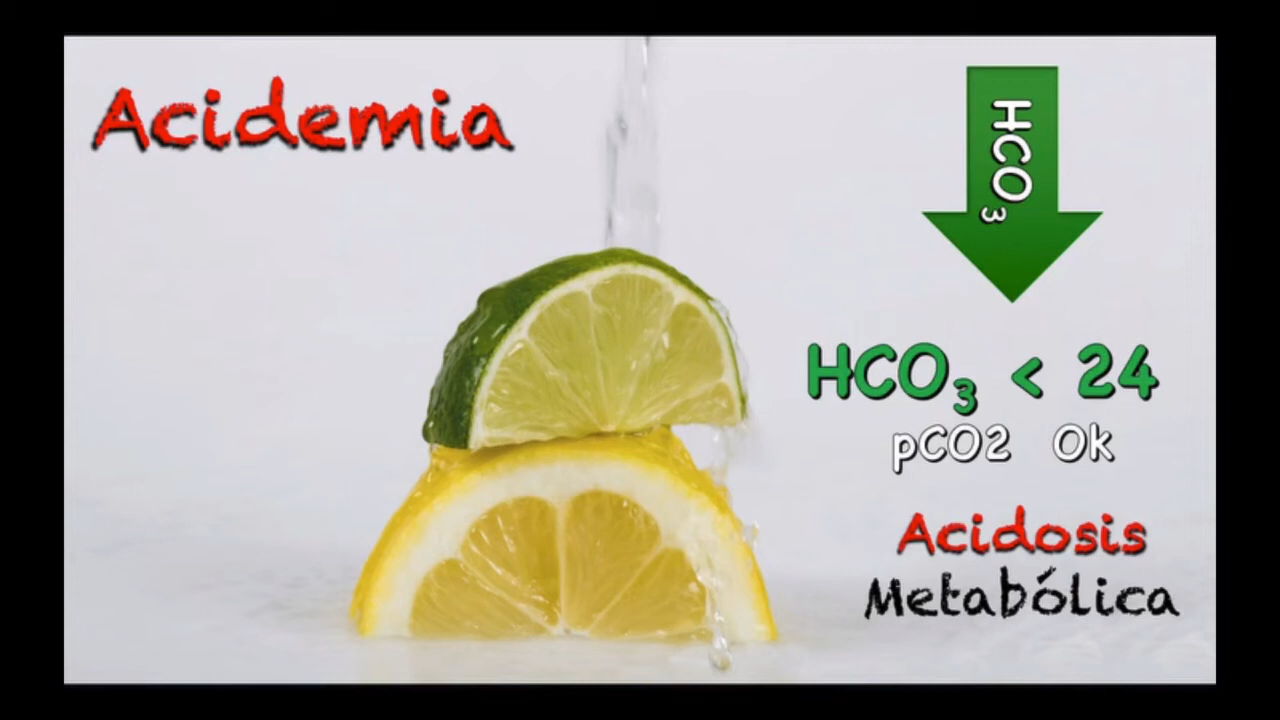 Acidemia
HCO₃
HCO₃ < 24
pCO2 Ok
Acidosis
Metabólica